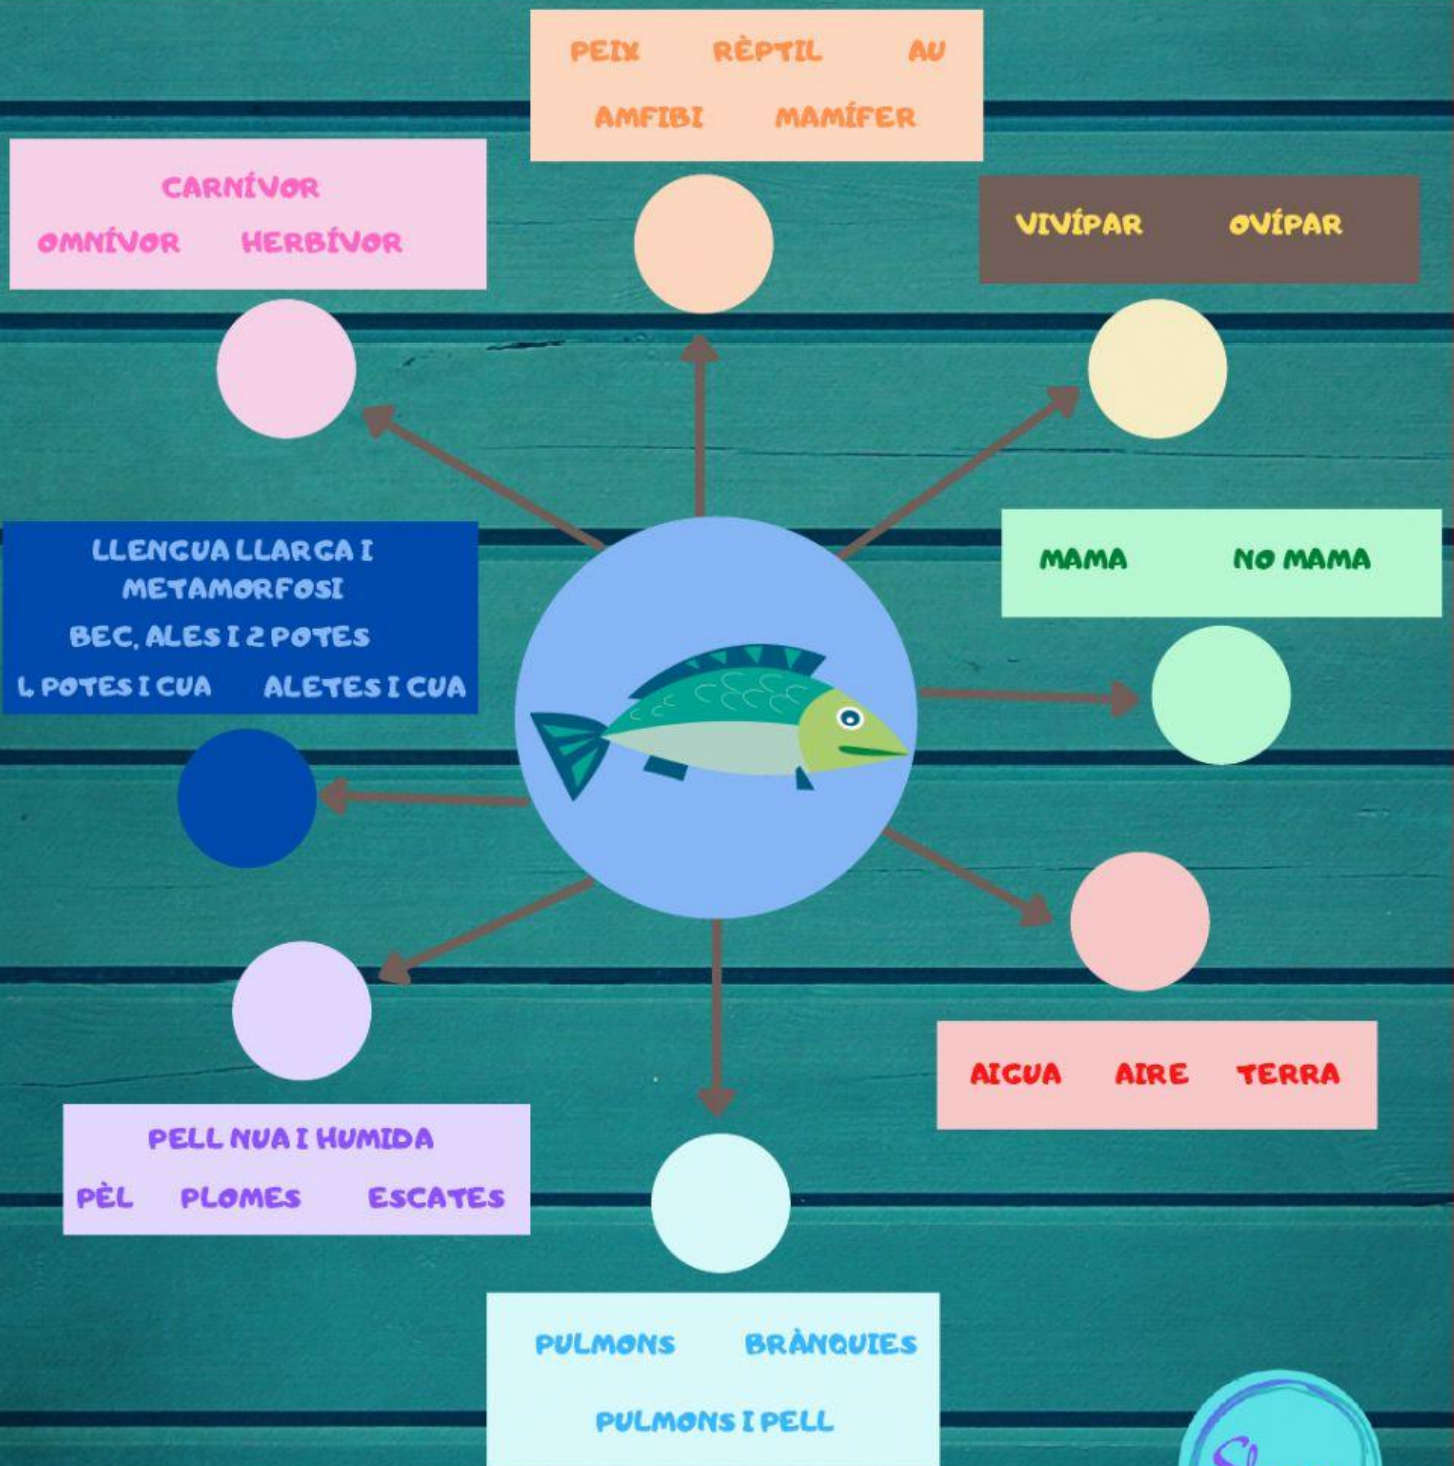 PEIX RÈPTIL AU
AMFIBI MAMÍFER
CARNÍVOR
OMNÍVOR HERBÍVOR
VIVÍPAR OVÍPAR
LLENGUA LLARGA I
METAMORFOSI
BEC, ALES I 2 POTES
4 POTES I CUA ALETES I CUA
MAMA NO MAMA
AIGUA AIRE TERRA
PELL NUA I HUMIDA
PÈL PLOMES ESCATES
PULMONS BRÀNQUIES
PULMONS I PELL